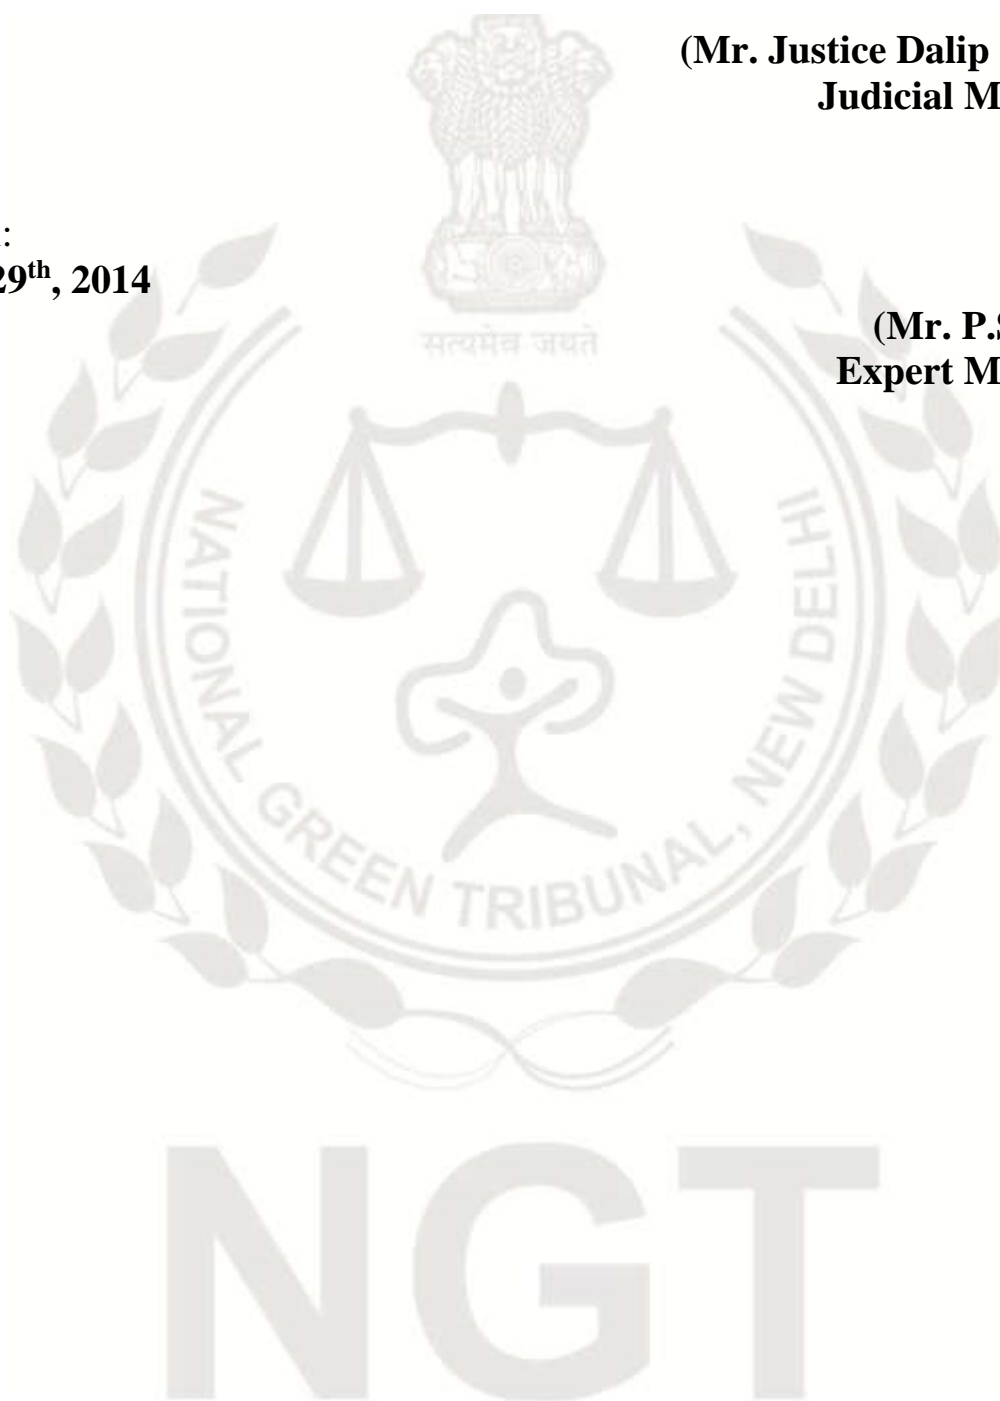 (Mr. Justice Dalip
Judicial M
:
29th, 2014
सत्यमेव जयते
(Mr. P.S
Expert M
NATIONAL GREEN TRIBUNAL, NEW DELHI
NGT